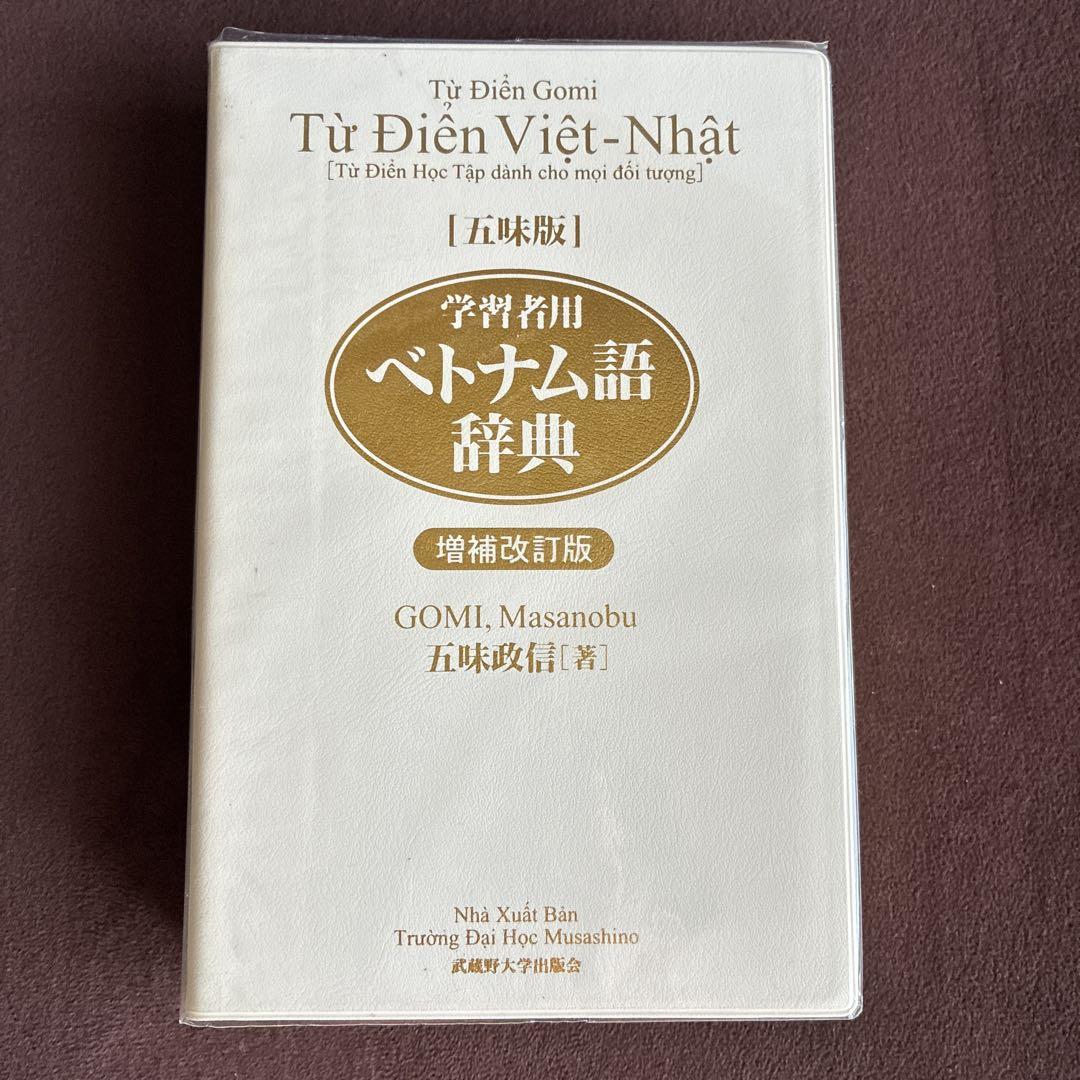 Từ Điển Gomi
Từ Điển Việt-Nhật
[Từ Điển Học Tập dành cho mọi đối tượng]
[五味版]
学習者用
ベトナム語
辞典
増補改訂版
GOMI, Masanobu
五味政信[著]
Nhà Xuất Bản
Trường Đại Học Musashino
武蔵野大学出版会